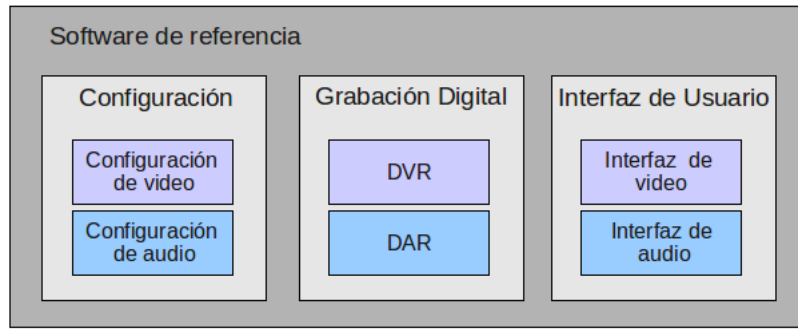 Software de referencia
Configuración
Configuración
de video
Configuración
de audio
Grabación Digital
DVR
DAR
Interfaz de Usuario
Interfaz de
video
Interfaz de
audio